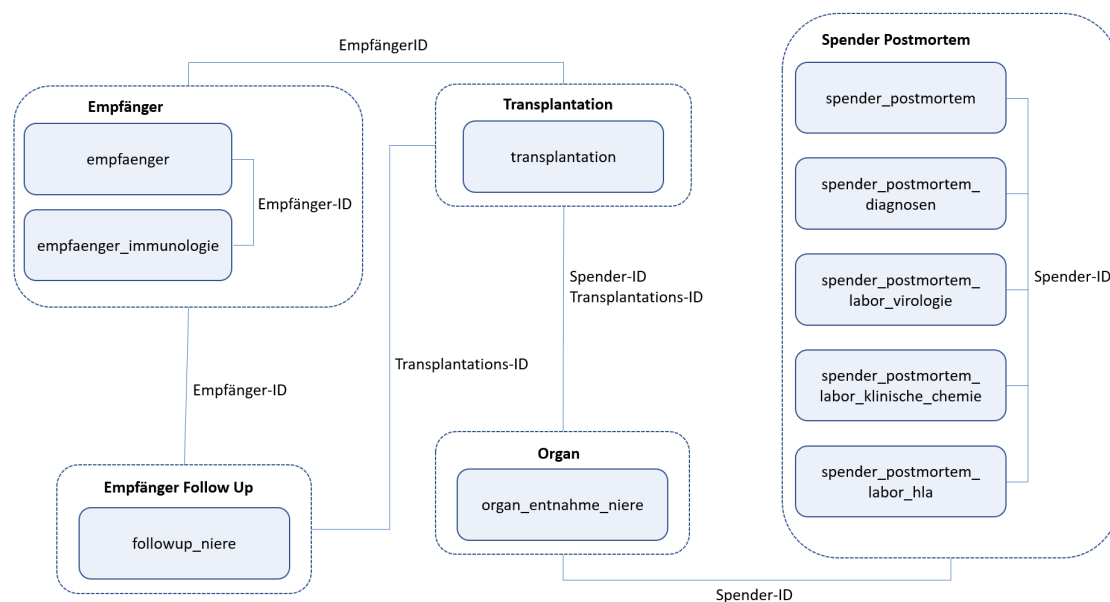 EmpfängerID
Empfänger
empfaenger
empfaenger_immunologie
Empfänger-ID
Transplantation
transplantation
Spender Postmortem
spender_postmortem
spender_postmortem_
diagnosen
spender_postmortem_
labor_virologie
spender_postmortem_
labor_klinische_chemie
spender_postmortem_
labor_hla
Spender-ID
Spender-ID
Transplantations-ID
Transplantations-ID
Empfänger-ID
Empfänger Follow Up
followup_niere
Organ
organ_entnahme_niere
Spender-ID